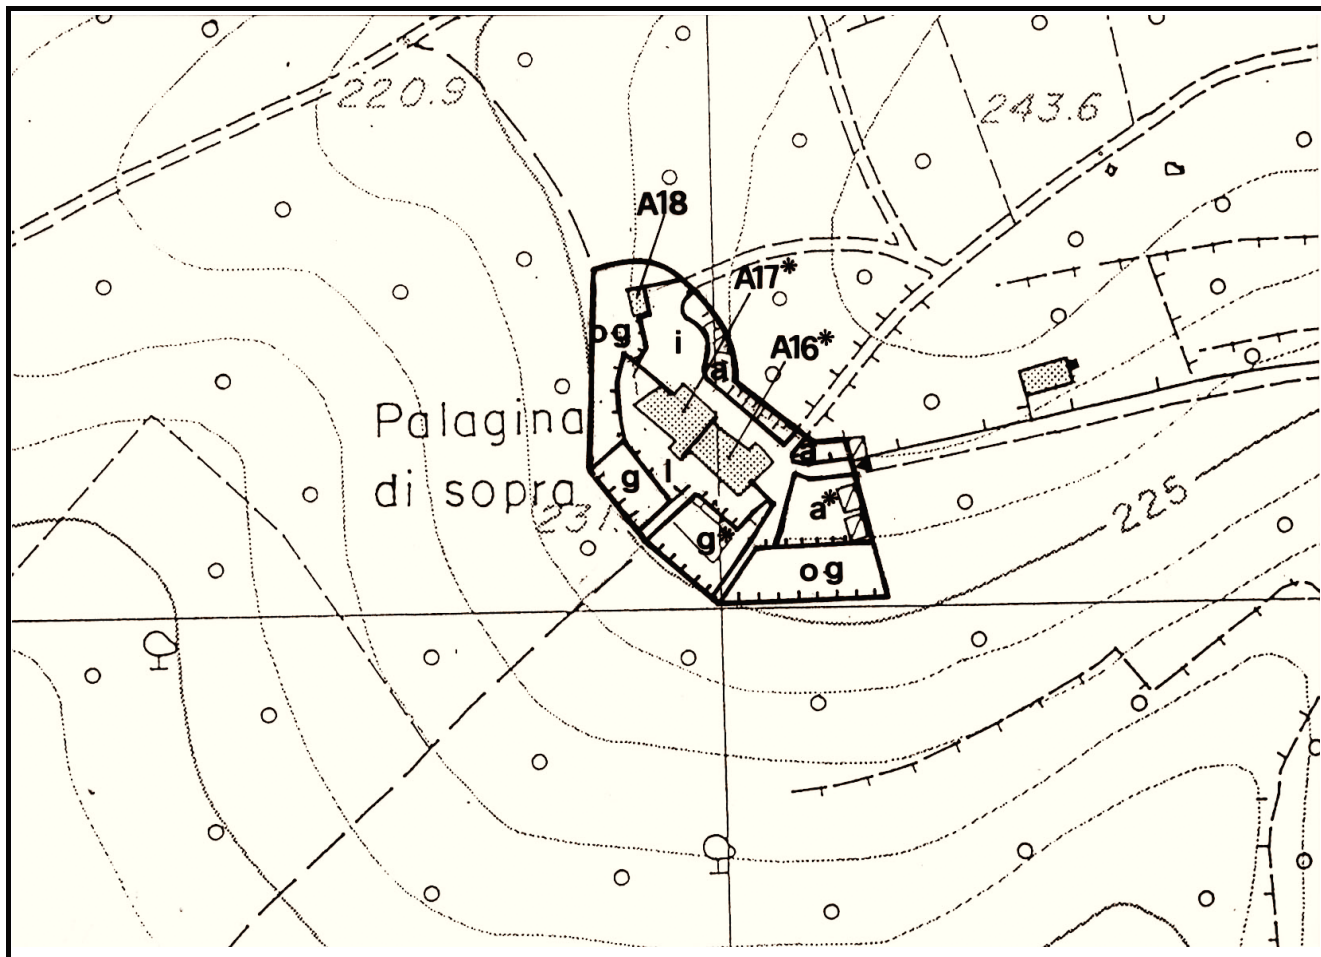 220.9
243.6
A18
A17*
og
i
A16*
a
Palagina
a
g
l
di sopra
a*
225
231.
g*
og